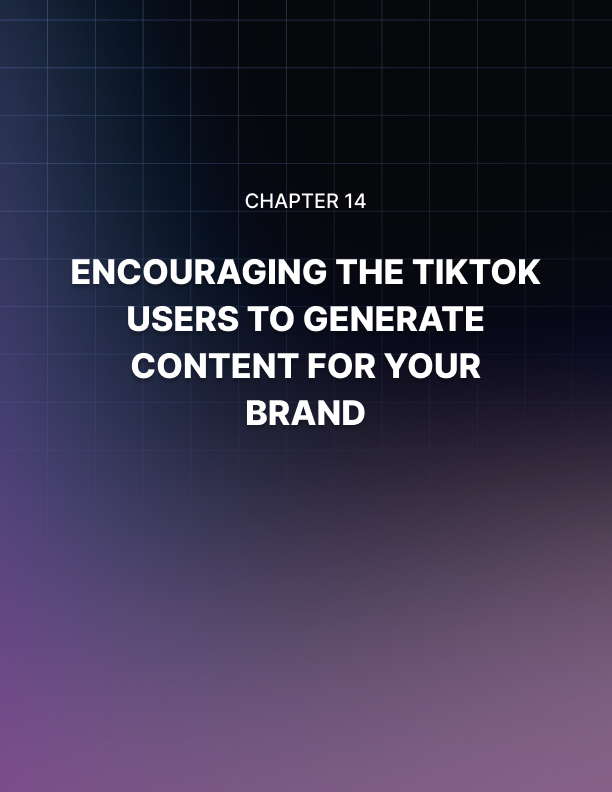 CHAPTER 14
ENCOURAGING THE TIKTOK
USERS TO GENERATE
CONTENT FOR YOUR
BRAND